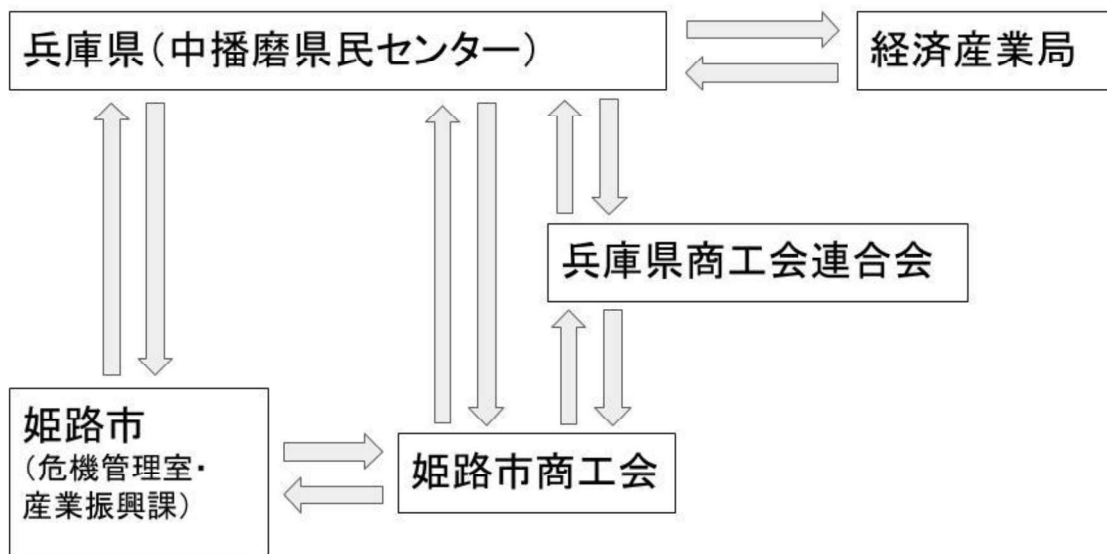 兵庫県(中播磨県民センター)
経済産業局
兵庫県商工会連合会
姫路市
(危機管理室・
産業振興課)
姫路市商工会